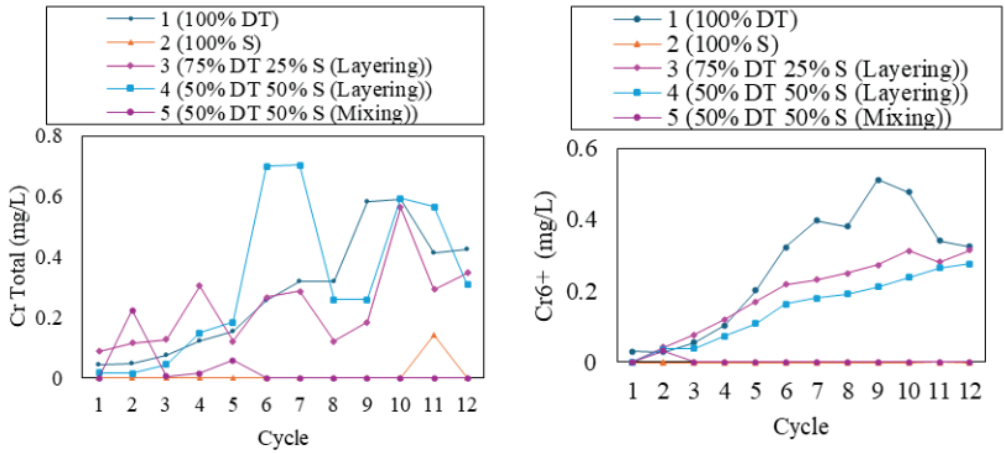 1 (100% DT)
2 (100% S)
3 (75% DT 25% S (Layering))
4 (50% DT 50% S (Layering))
5 (50% DT 50% S (Mixing))
Cr Total (mg/L)
0.8
0.6
0.4
0.2
0
1 2 3 4 5 6 7 8 9 10 11 12
Cycle
1 (100% DT)
2 (100% S)
3 (75% DT 25% S (Layering))
4 (50% DT 50% S (Layering))
5 (50% DT 50% S (Mixing))
Cr6+ (mg/L)
0.6
0.4
0.2
0
1 2 3 4 5 6 7 8 9 10 11 12
Cycle